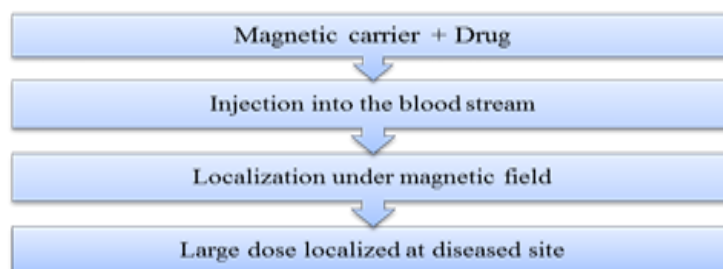 Magnetic carrier + Drug
Injection into the blood stream
Localization under magnetic field
Large dose localized at diseased site